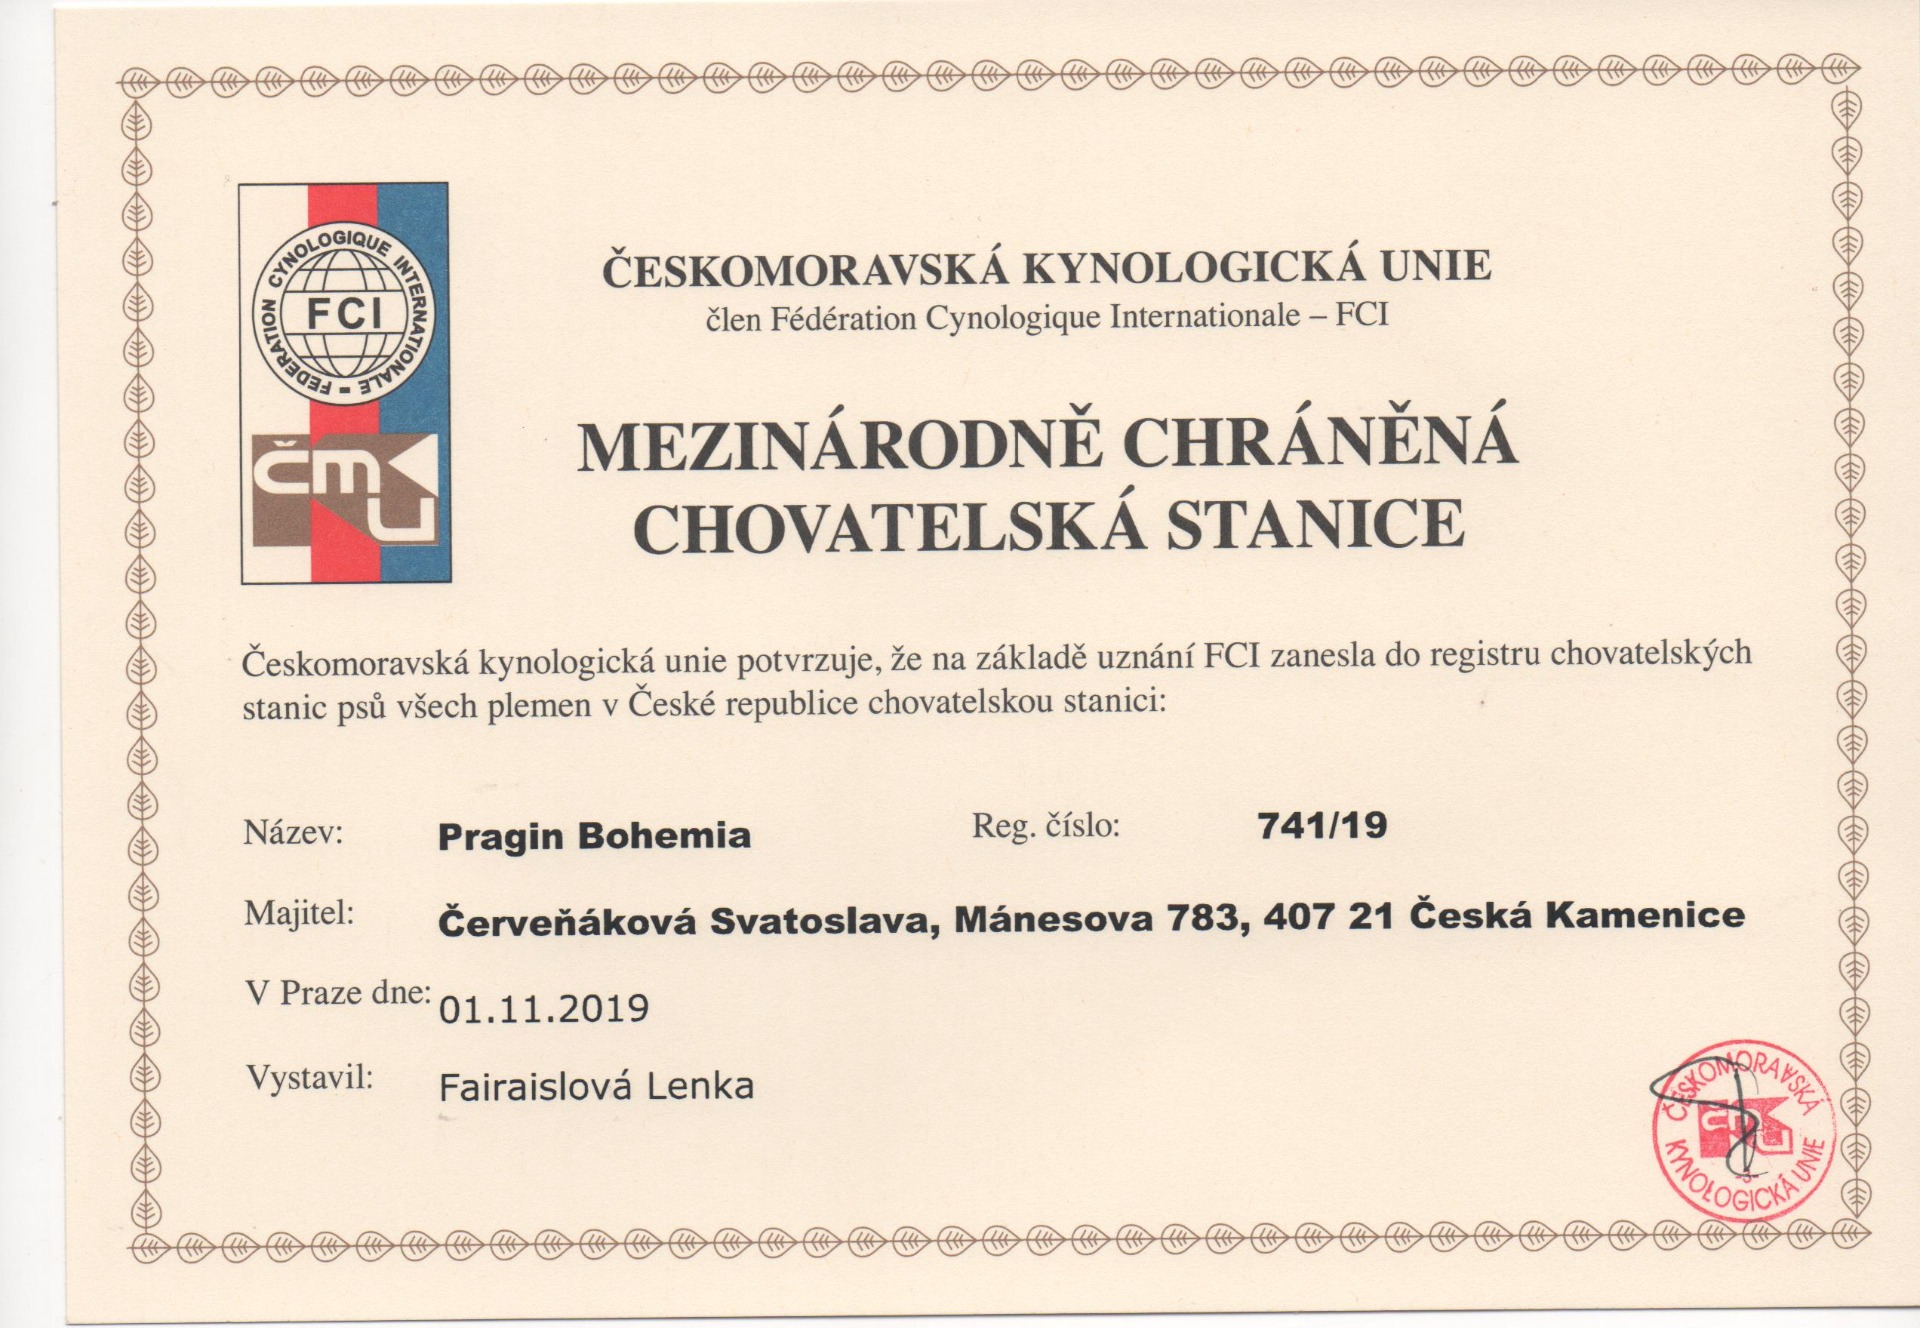 FEDERATION CYNOLOGIQUE INTERNATIONALE -
FCI
čmku
ČESKOMORAVSKÁ KYNOLOGICKÁ UNIE
člen Fédération Cynologique Internationale – FCI
MEZINÁRODNĚ CHRÁNĚNÁ
CHOVATELSKÁ STANICE
Českomoravská kynologická unie potvrzuje, že na základě uznání FCI zanesla do registru chovatelských
stanic psů všech plemen v České republice chovatelskou stanici:
Název: Pragin Bohemia Reg. číslo: 741/19
Majitel: Červeňáková Svatoslava, Mánesova 783, 407 21 Česká Kamenice
V Praze dne: 01.11.2019
Vystavil: Fairaislová Lenka
ČESKOMORAVSKÁ
čmku
-3-
KYNOLOGICKÁ UNIE